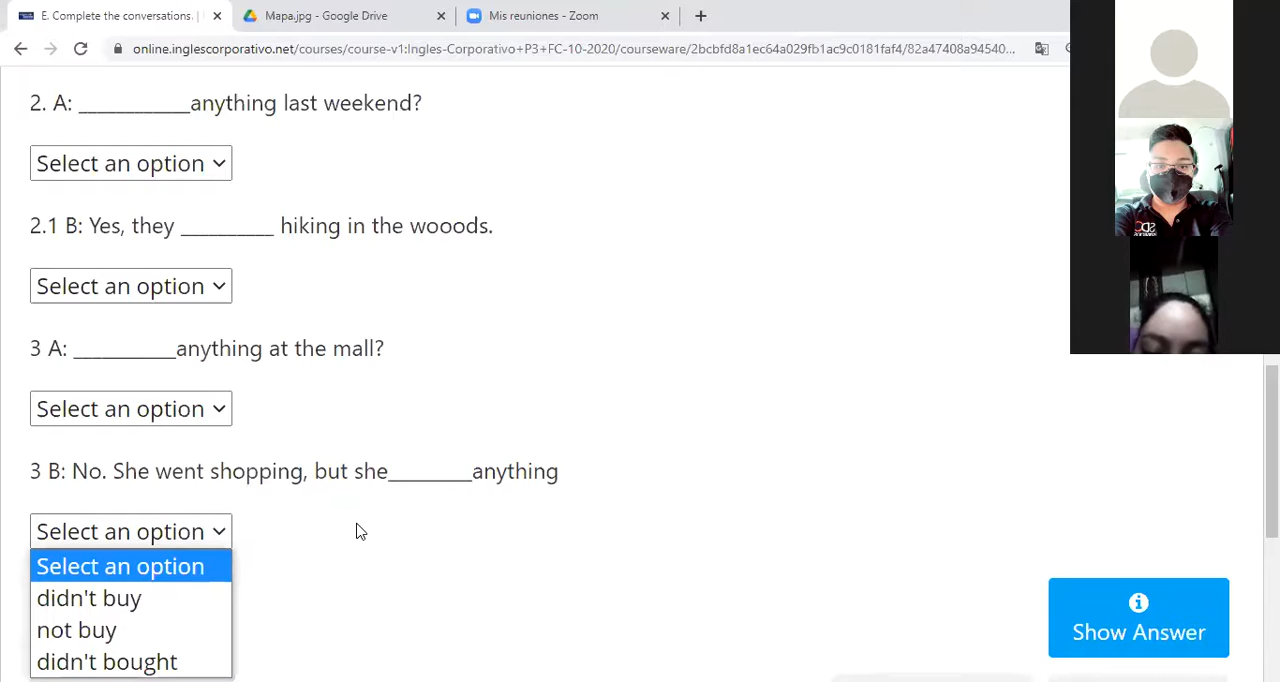 E. Complete the conversations. |
Mapa.jpg - Google Drive
Mis reuniones - Zoom
online.inglescorporativo.net/courses/course-v1:Ingles-Corporativo+P3+FC-10-2020/courseware/2bcbfd8a1ec64a029fb1ac9c0181faf4/82a47408a94540...
2. A: ____________anything last weekend?
Select an option
2.1 B: Yes, they __________ hiking in the wooods.
Select an option
3 A: ___________anything at the mall?
Select an option
3 B: No. She went shopping, but she_________anything
Select an option
Select an option
didn't buy
not buy
didn't bought
Show Answer